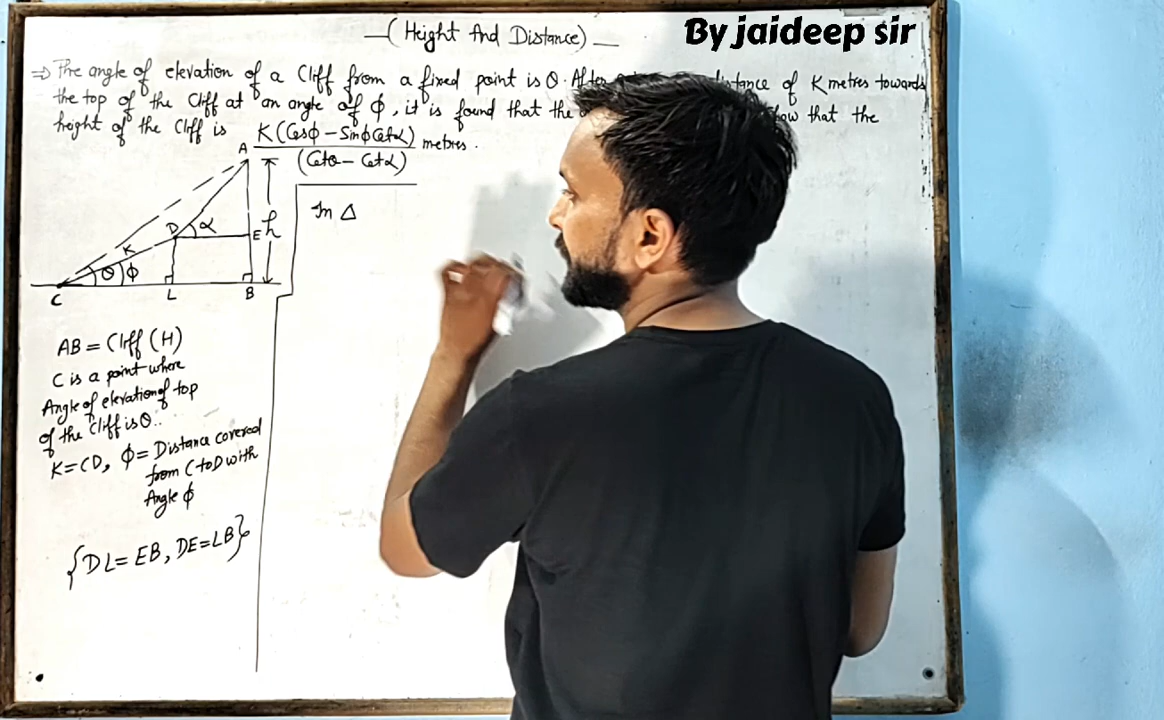 By jaideep sir
(Height And Distance)
⇒ The angle of elevation of a Cliff from a fixed point is θ. After distance of K metres towards
the top of the Cliff at an angle of ϕ, it is found that the show that the
height of the Cliff is K(Cosϕ – SinϕCotα) / (Cotθ – Cotα) metres.
A
K D α E h
θ ϕ
C L B
In Δ
AB = Cliff (H)
C is a point where
Angle of elevation of top
of the Cliff is θ..
K = CD, ϕ = Distance covered
from C to D with
Angle ϕ
{DL = EB, DE = LB}